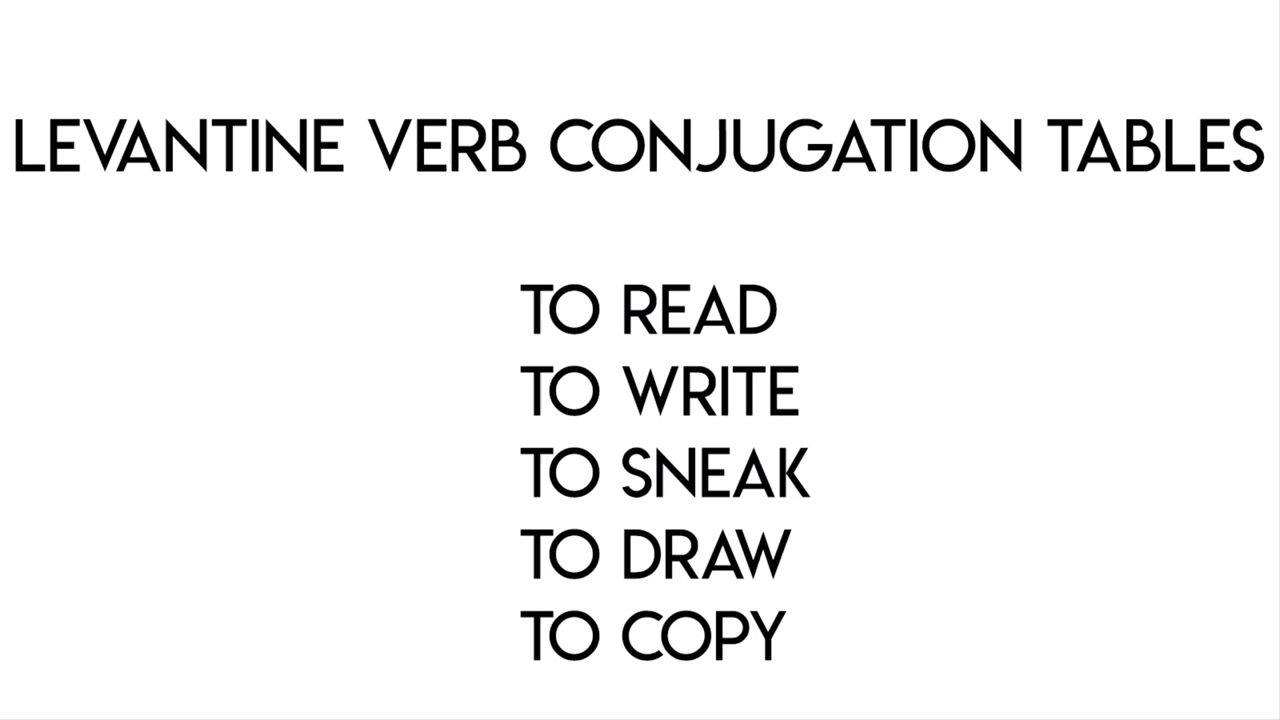 LEVANTINE VERB CONJUGATION TABLES
TO READ
TO WRITE
TO SNEAK
TO DRAW
TO COPY